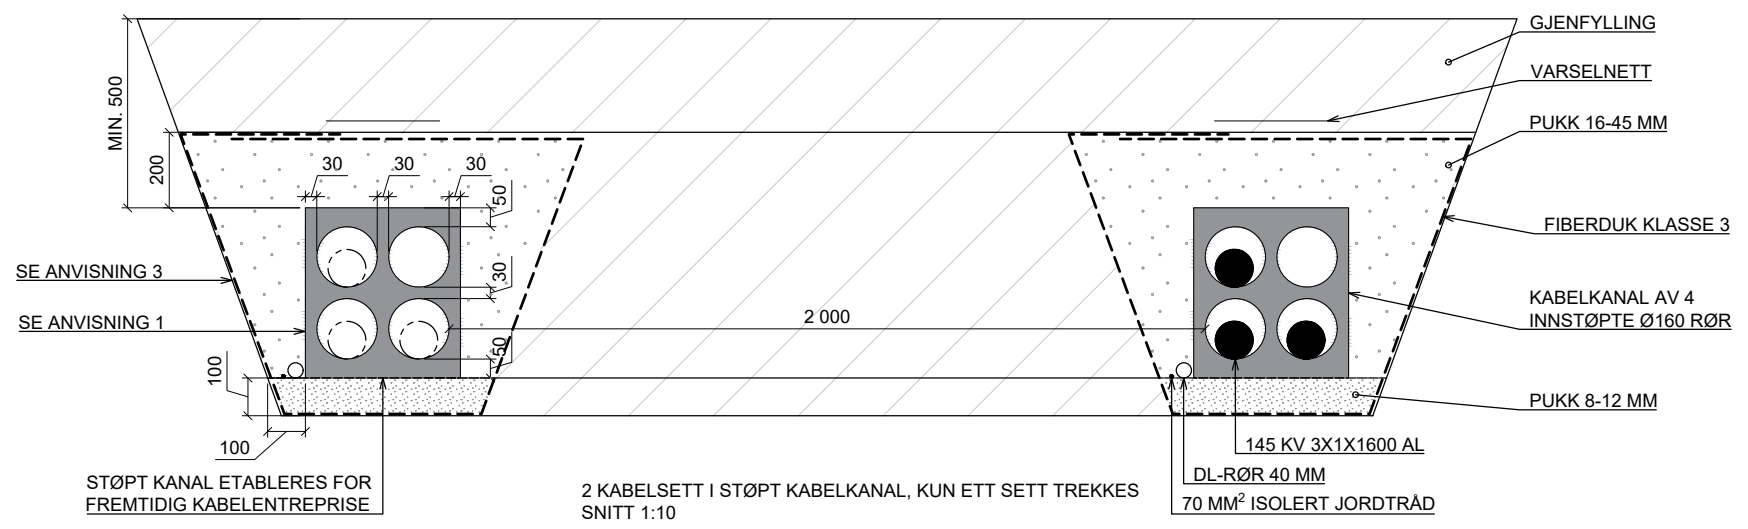 GJENFYLLING
VARSELNETT
PUKK 16-45 MM
MIN. 500
200
30
30
30
50
FIBERDUK KLASSE 3
SE ANVISNING 3
30
KABELKANAL AV 4
INNSTØPTE Ø160 RØR
SE ANVISNING 1
2 000
50
100
PUKK 8-12 MM
100
145 KV 3X1X1600 AL
DL-RØR 40 MM
70 MM² ISOLERT JORDTRÅD
STØPT KANAL ETABLERES FOR
FREMTIDIG KABELENTREPRISE
2 KABELSETT I STØPT KABELKANAL, KUN ETT SETT TREKKES
SNITT 1:10